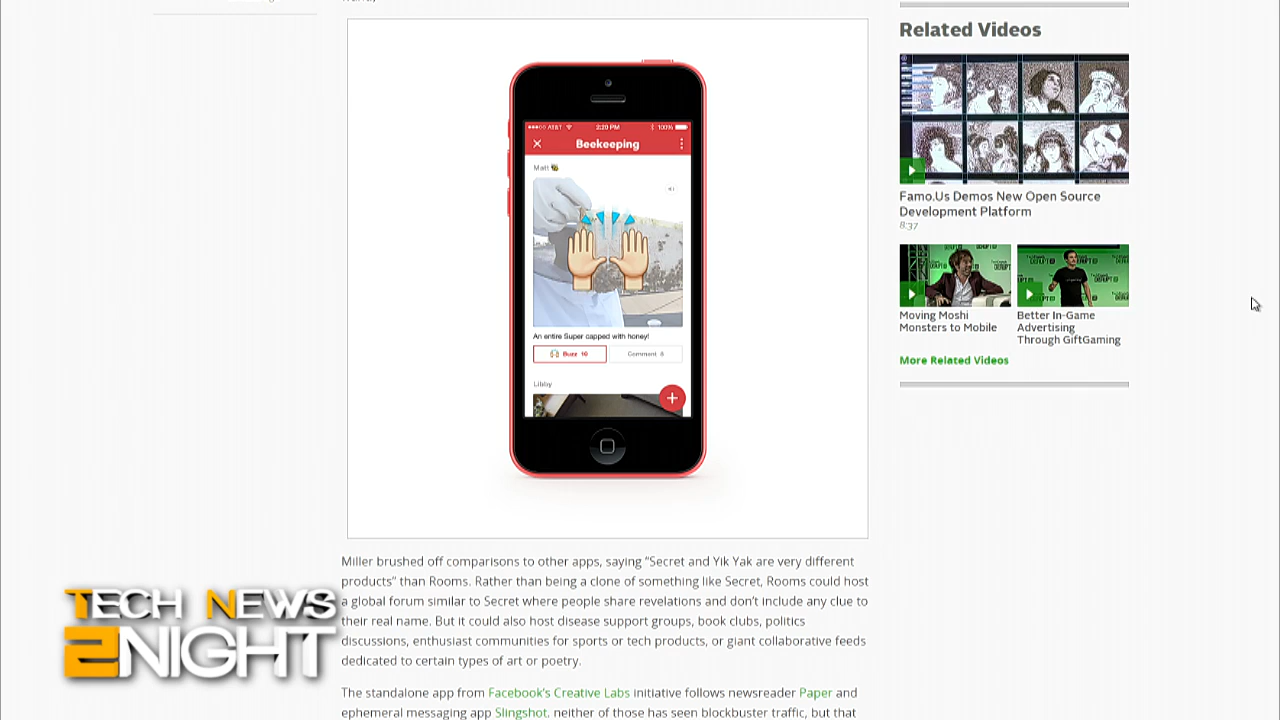 ●●●○○ AT&T 2:20 PM 100%
Beekeeping
Matt 🐝
An entire Super capped with honey!
Buzz 10
Comment 8
Libby
+
Miller brushed off comparisons to other apps, saying “Secret and Yik Yak are very different
products” than Rooms. Rather than being a clone of something like Secret, Rooms could host
a global forum similar to Secret where people share revelations and don’t include any clue to
their real name. But it could also host disease support groups, book clubs, politics
discussions, enthusiast communities for sports or tech products, or giant collaborative feeds
dedicated to certain types of art or poetry.
The standalone app from Facebook’s Creative Labs initiative follows newsreader Paper and
ephemeral messaging app Slingshot. neither of those has seen blockbuster traffic, but that
Related Videos
Famo.Us Demos New Open Source
Development Platform
8:37
Moving Moshi
Monsters to Mobile
Better In-Game
Advertising
Through GiftGaming
More Related Videos
TECH NEWS
2NIGHT